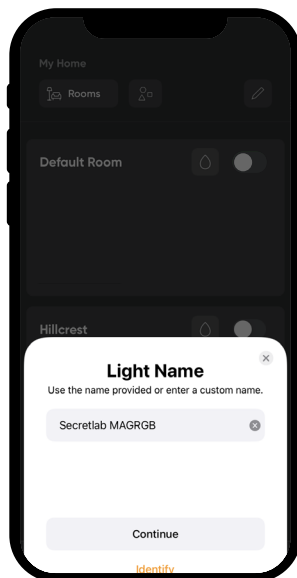 My Home
Rooms
Default Room
Hillcrest
Light Name
Use the name provided or enter a custom name.
Secretlab MAGRGB
Continue
Identify